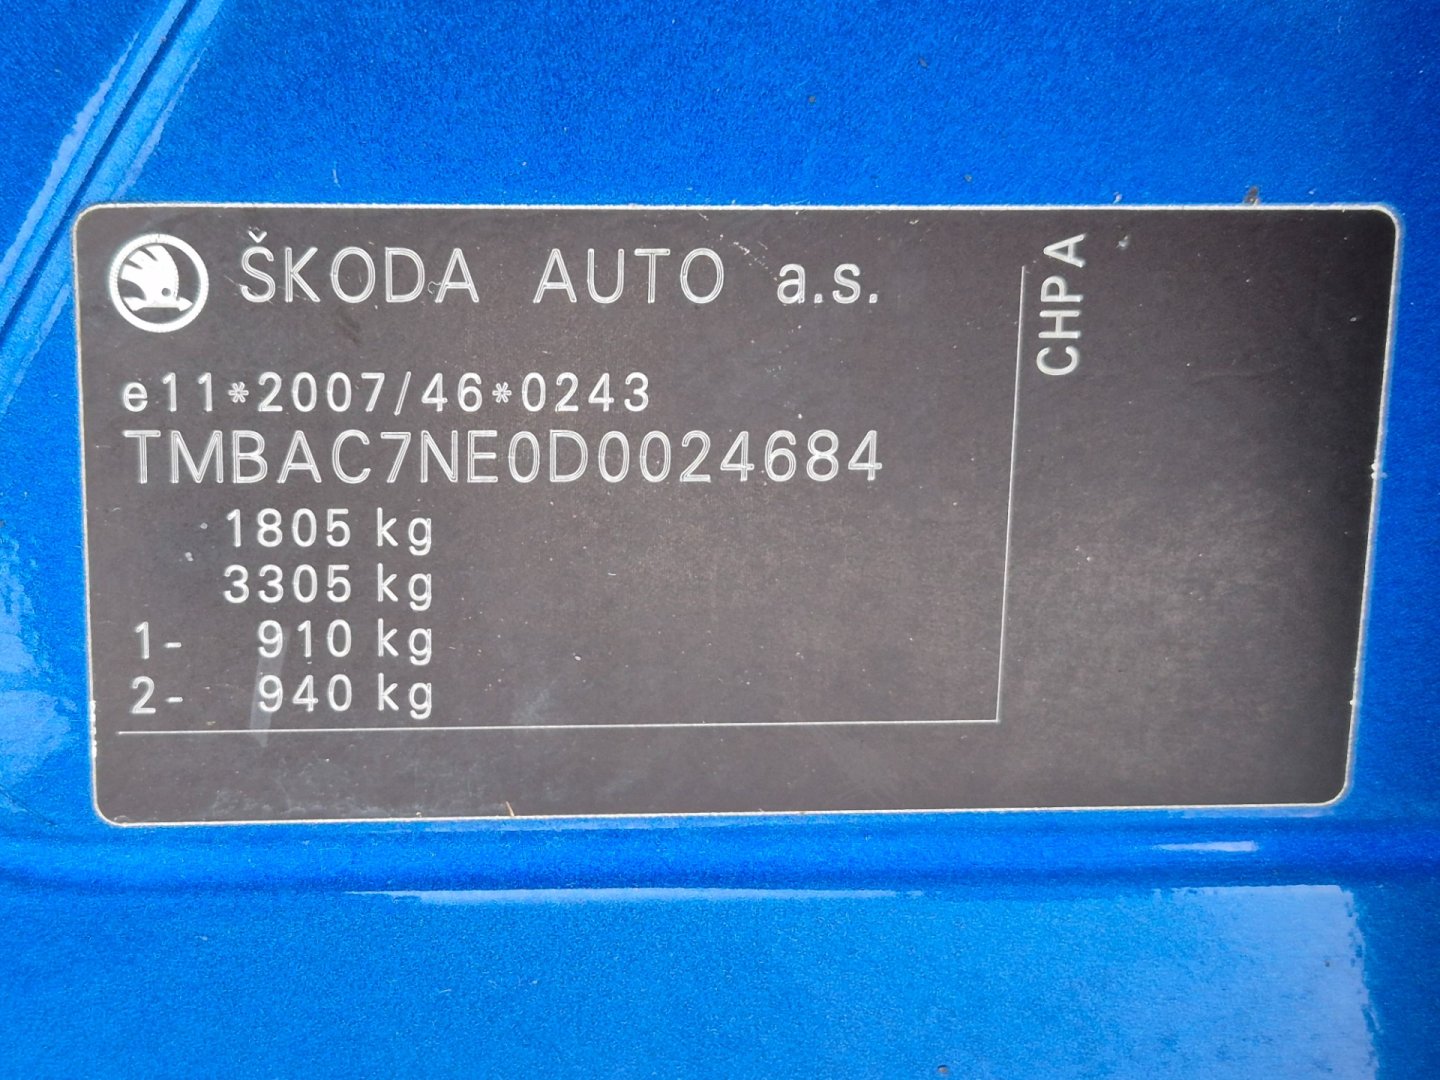 ŠKODA AUTO a.s.
e11*2007/46*0243
TMBAC7NE0D0024684
1805 kg
3305 kg
1- 910 kg
2- 940 kg
CHPA